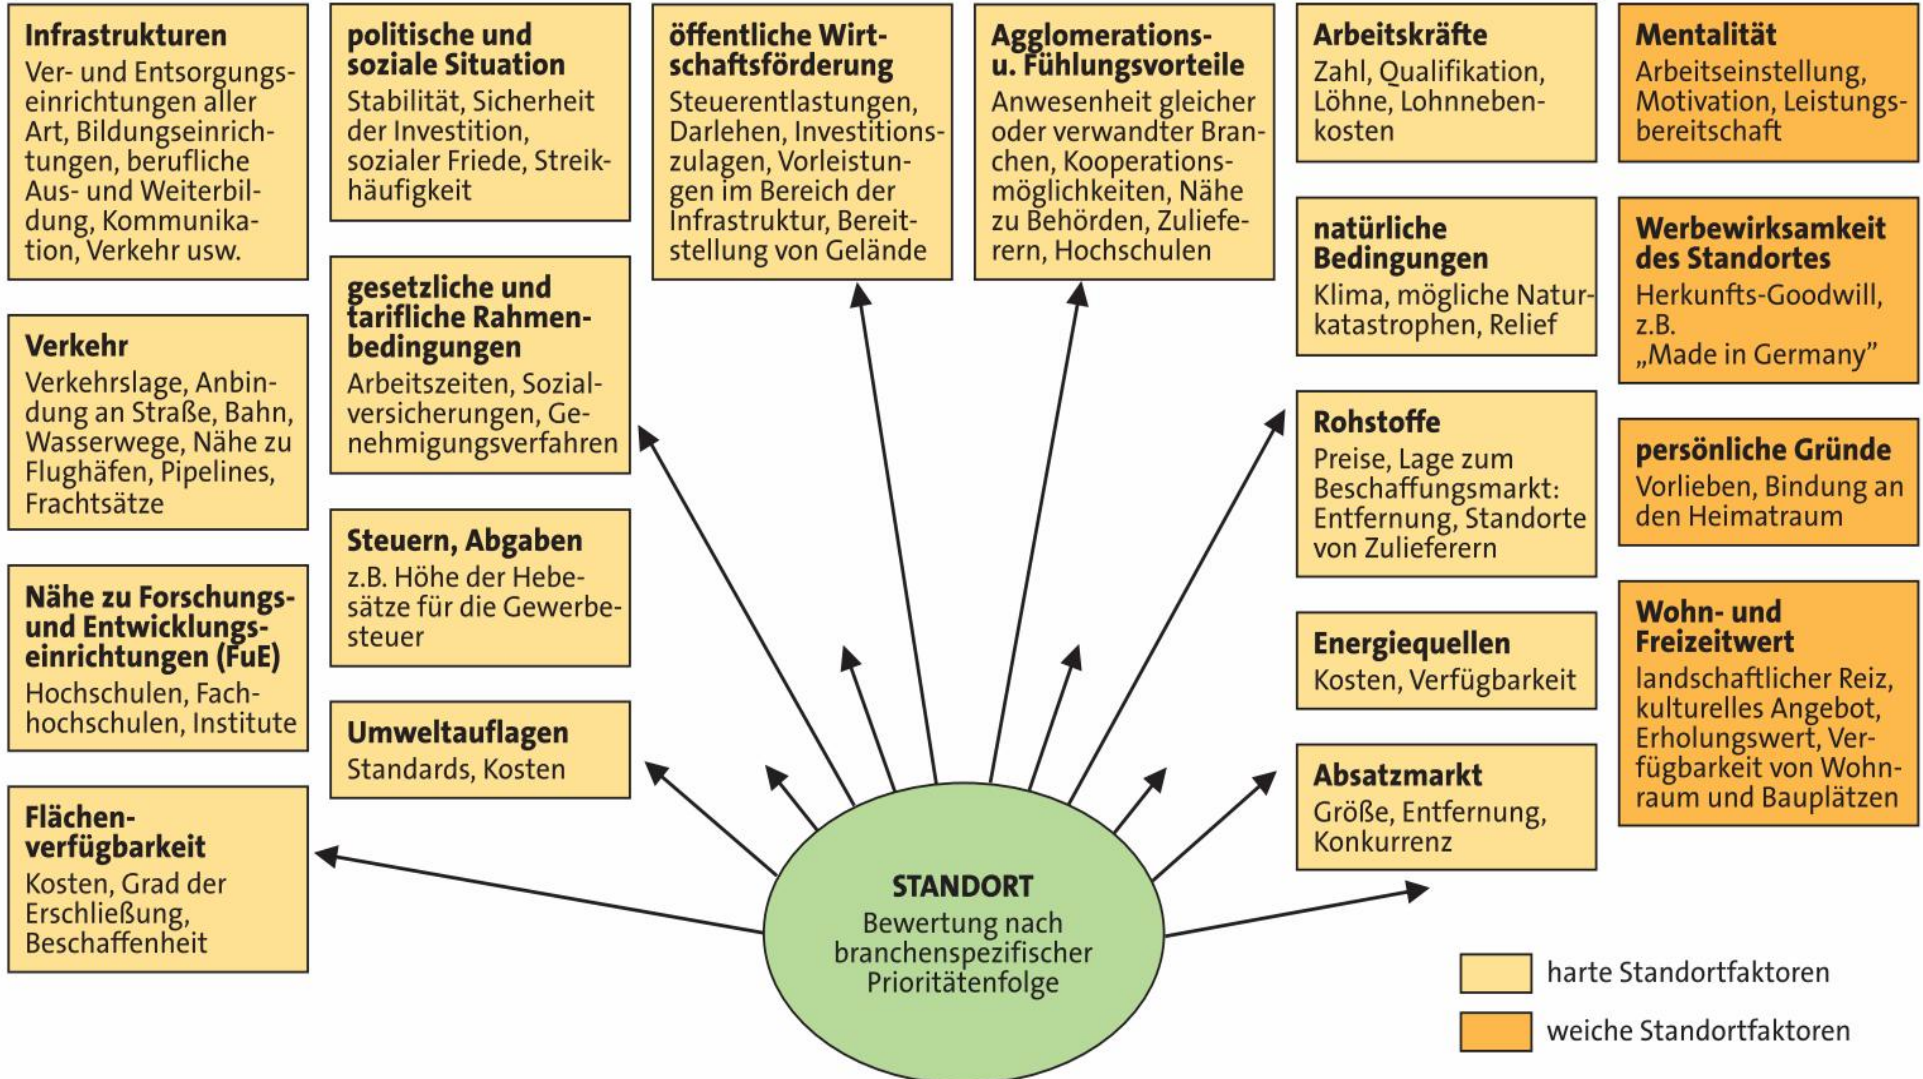 Infrastrukturen
Ver- und Entsorgungs-
einrichtungen aller
Art, Bildungseinrich-
tungen, berufliche
Aus- und Weiterbil-
dung, Kommunika-
tion, Verkehr usw.
Verkehr
Verkehrslage, Anbin-
dung an Straße, Bahn,
Wasserwege, Nähe zu
Flughäfen, Pipelines,
Frachtsätze
Nähe zu Forschungs-
und Entwicklungs-
einrichtungen (FuE)
Hochschulen, Fach-
hochschulen, Institute
Flächen-
verfügbarkeit
Kosten, Grad der
Erschließung,
Beschaffenheit
politische und
soziale Situation
Stabilität, Sicherheit
der Investition,
sozialer Friede, Streik-
häufigkeit
gesetzliche und
tarifliche Rahmen-
bedingungen
Arbeitszeiten, Sozial-
versicherungen, Ge-
nehmigungsverfahren
Steuern, Abgaben
z.B. Höhe der Hebe-
sätze für die Gewerbe-
steuer
Umweltauflagen
Standards, Kosten
öffentliche Wirt-
schaftsförderung
Steuerentlastungen,
Darlehen, Investitions-
zulagen, Vorleistun-
gen im Bereich der
Infrastruktur, Bereit-
stellung von Gelände
Agglomerations-
u. Fühlungsvorteile
Anwesenheit gleicher
oder verwandter Bran-
chen, Kooperations-
möglichkeiten, Nähe
zu Behörden, Zuliefe-
rern, Hochschulen
Arbeitskräfte
Zahl, Qualifikation,
Löhne, Lohnneben-
kosten
natürliche
Bedingungen
Klima, mögliche Natur-
katastrophen, Relief
Rohstoffe
Preise, Lage zum
Beschaffungsmarkt:
Entfernung, Standorte
von Zulieferern
Energiequellen
Kosten, Verfügbarkeit
Absatzmarkt
Größe, Entfernung,
Konkurrenz
Mentalität
Arbeitseinstellung,
Motivation, Leistungs-
bereitschaft
Werbewirksamkeit
des Standortes
Herkunfts-Goodwill,
z.B.
„Made in Germany”
persönliche Gründe
Vorlieben, Bindung an
den Heimatraum
Wohn- und
Freizeitwert
landschaftlicher Reiz,
kulturelles Angebot,
Erholungswert, Ver-
fügbarkeit von Wohn-
raum und Bauplätzen
STANDORT
Bewertung nach
branchenspezifischer
Prioritätenfolge
harte Standortfaktoren
weiche Standortfaktoren